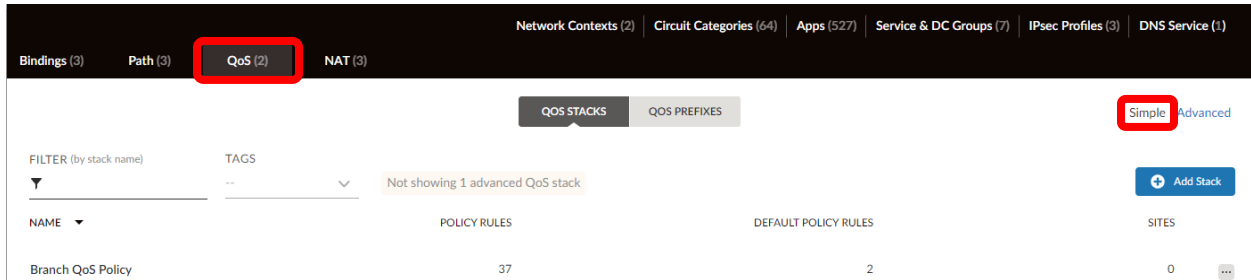 Network Contexts (2) Circuit Categories (64) Apps (527) Service & DC Groups (7) IPsec Profiles (3) DNS Service (1)
Bindings (3) Path (3) QoS (2) NAT (3)
QOS STACKS QOS PREFIXES Simple Advanced
FILTER (by stack name) TAGS
-- Not showing 1 advanced QoS stack Add Stack
NAME POLICY RULES DEFAULT POLICY RULES SITES
Branch QoS Policy 37 2 0 ...